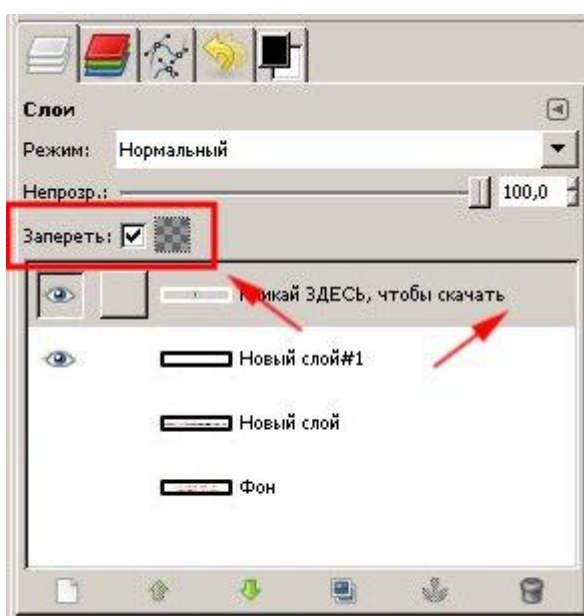 Слои
Режим: Нормальный
Непрозр.: 100,0
Запереть:
ЗДЕСЬ, чтобы скачать
Новый слой#1
Новый слой
Фон